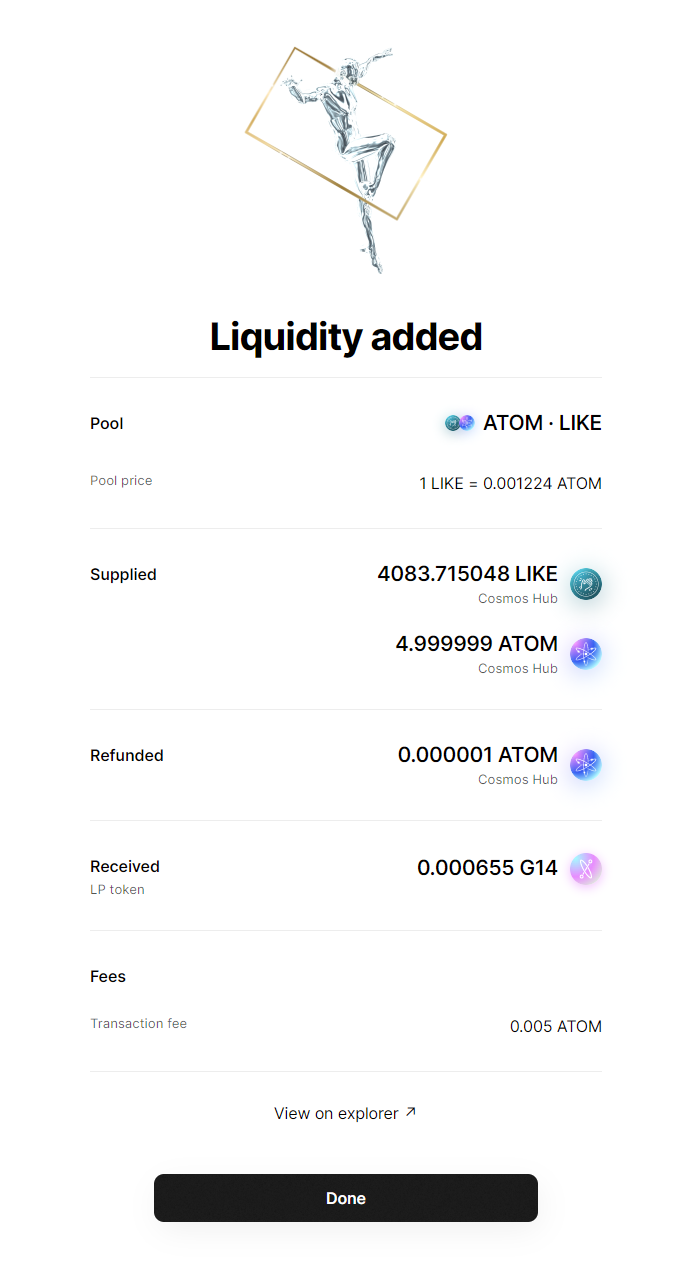 Liquidity added
Pool
ATOM · LIKE
Pool price
1 LIKE = 0.001224 ATOM
Supplied
4083.715048 LIKE
Cosmos Hub
4.999999 ATOM
Cosmos Hub
Refunded
0.000001 ATOM
Cosmos Hub
Received
0.000655 G14
LP token
Fees
Transaction fee
0.005 ATOM
View on explorer ↗
Done